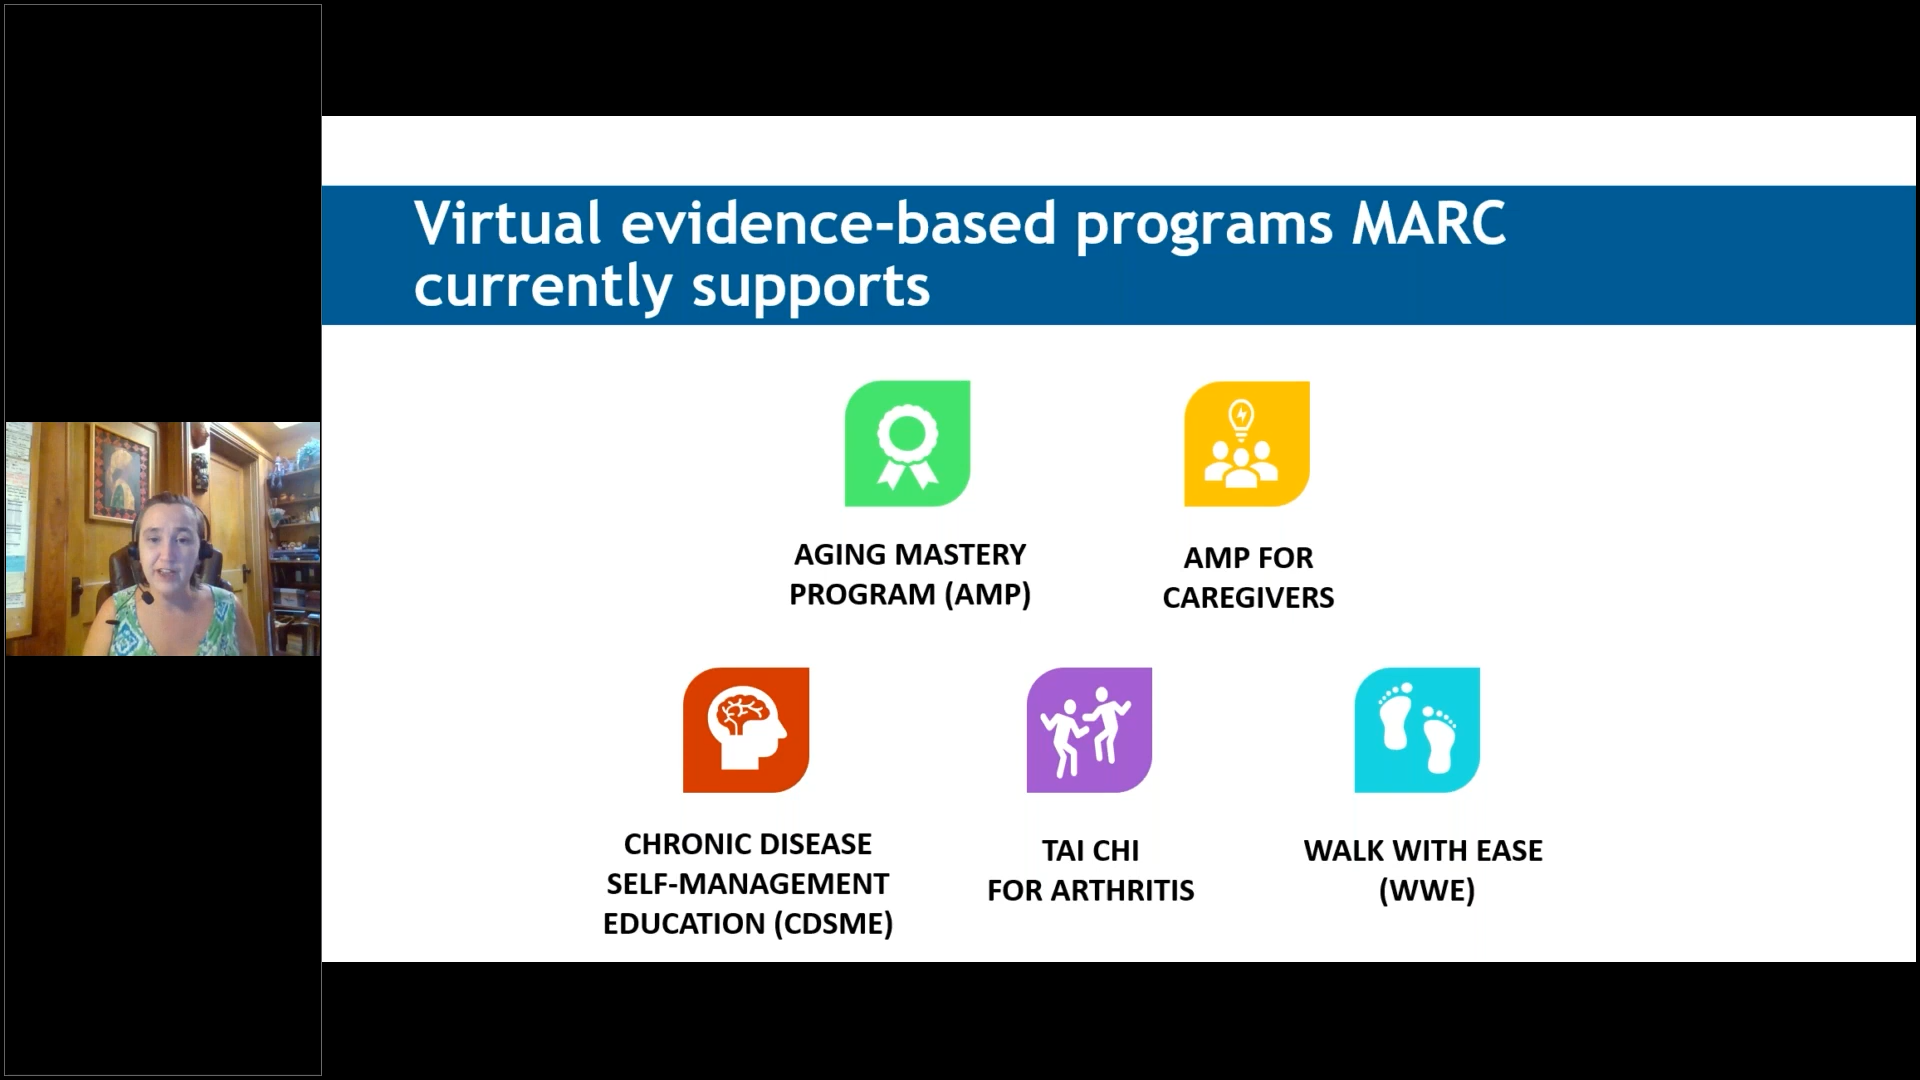 Virtual evidence-based programs MARC
currently supports
AGING MASTERY
PROGRAM (AMP)
AMP FOR
CAREGIVERS
CHRONIC DISEASE
SELF-MANAGEMENT
EDUCATION (CDSME)
TAI CHI
FOR ARTHRITIS
WALK WITH EASE
(WWE)